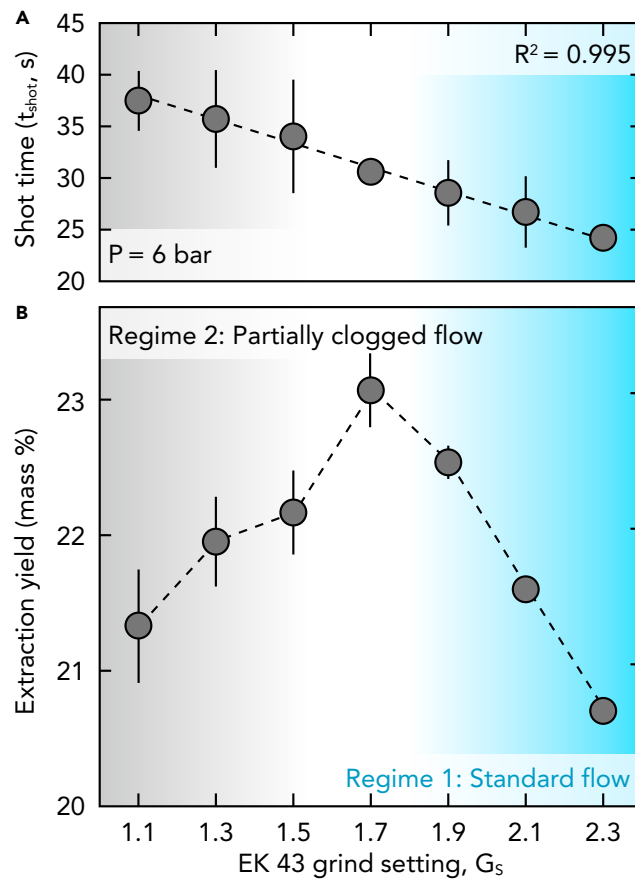 A
45
40
35
30
25
20
Shot time (tshot, s)
R² = 0.995
P = 6 bar
B
Regime 2: Partially clogged flow
23
22
21
20
Extraction yield (mass %)
Regime 1: Standard flow
1.1 1.3 1.5 1.7 1.9 2.1 2.3
EK 43 grind setting, Gs